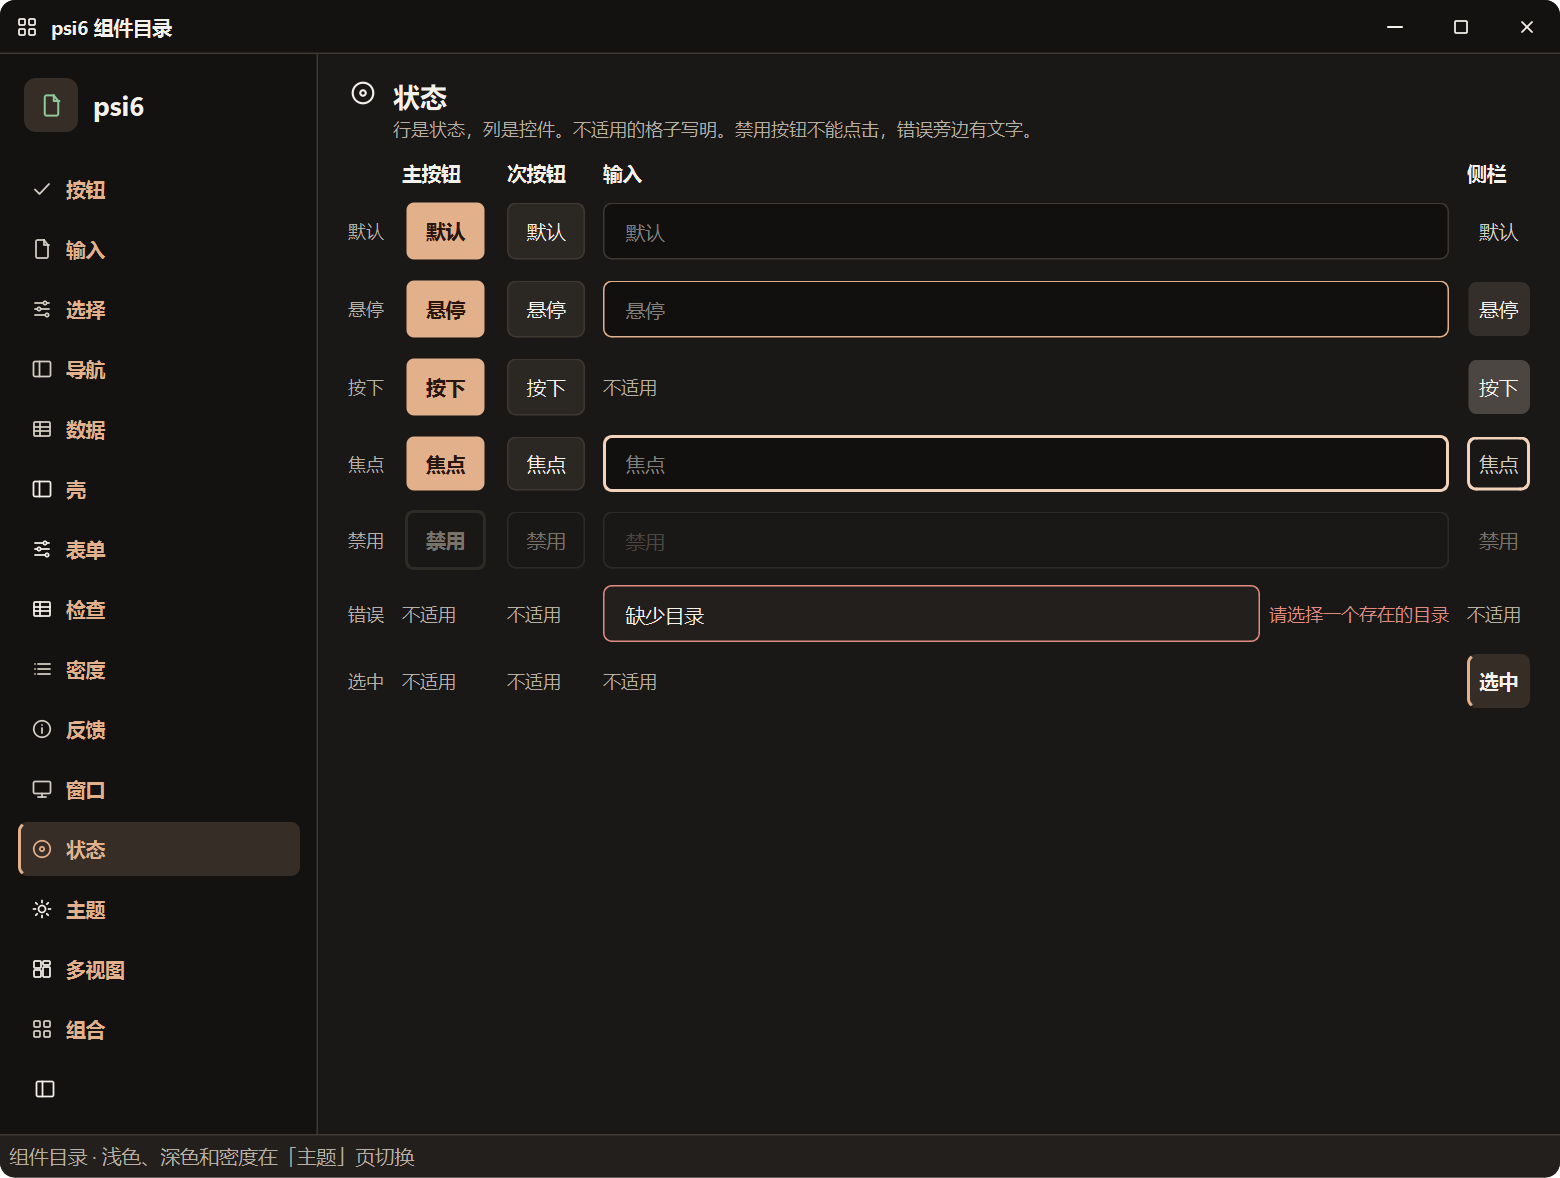 psi6 组件目录
psi6
按钮
输入
选择
导航
数据
壳
表单
检查
密度
反馈
窗口
状态
主题
多视图
组合
状态
行是状态，列是控件。不适用的格子写明。禁用按钮不能点击，错误旁边有文字。
主按钮 次按钮 输入 侧栏
默认 默认 默认 默认 默认
悬停 悬停 悬停 悬停 悬停
按下 按下 按下 不适用 按下
焦点 焦点 焦点 焦点 焦点
禁用 禁用 禁用 禁用 禁用
错误 不适用 不适用 缺少目录 请选择一个存在的目录 不适用
选中 不适用 不适用 不适用 选中
组件目录 · 浅色、深色和密度在「主题」页切换